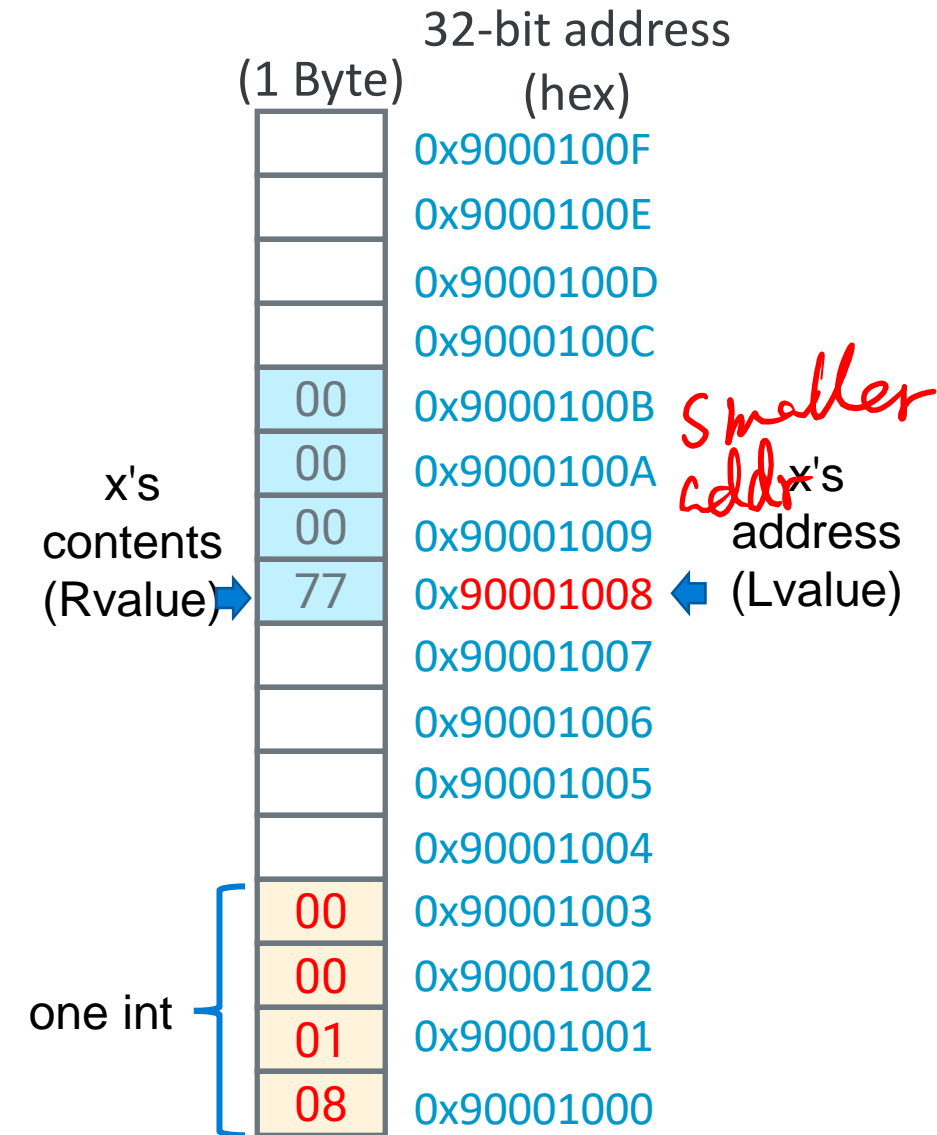 32-bit address
(1 Byte)
(hex)
0x9000100F
0x9000100E
0x9000100D
0x9000100C
00 0x9000100B
Smaller
00 0x9000100A
addr
x's
contents
(Rvalue)
00 0x90001009
77 0x90001008
x's
address
(Lvalue)
0x90001007
0x90001006
0x90001005
0x90001004
one int
00 0x90001003
00 0x90001002
01 0x90001001
08 0x90001000